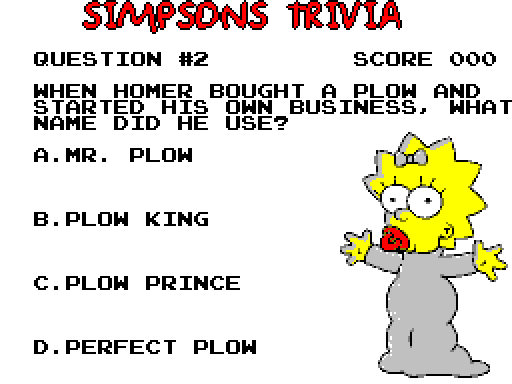 SIMPSONS TRIVIA
QUESTION #2 SCORE 000
WHEN HOMER BOUGHT A PLOW AND
STARTED HIS OWN BUSINESS, WHAT
NAME DID HE USE?
A.MR. PLOW
B.PLOW KING
C.PLOW PRINCE
D.PERFECT PLOW